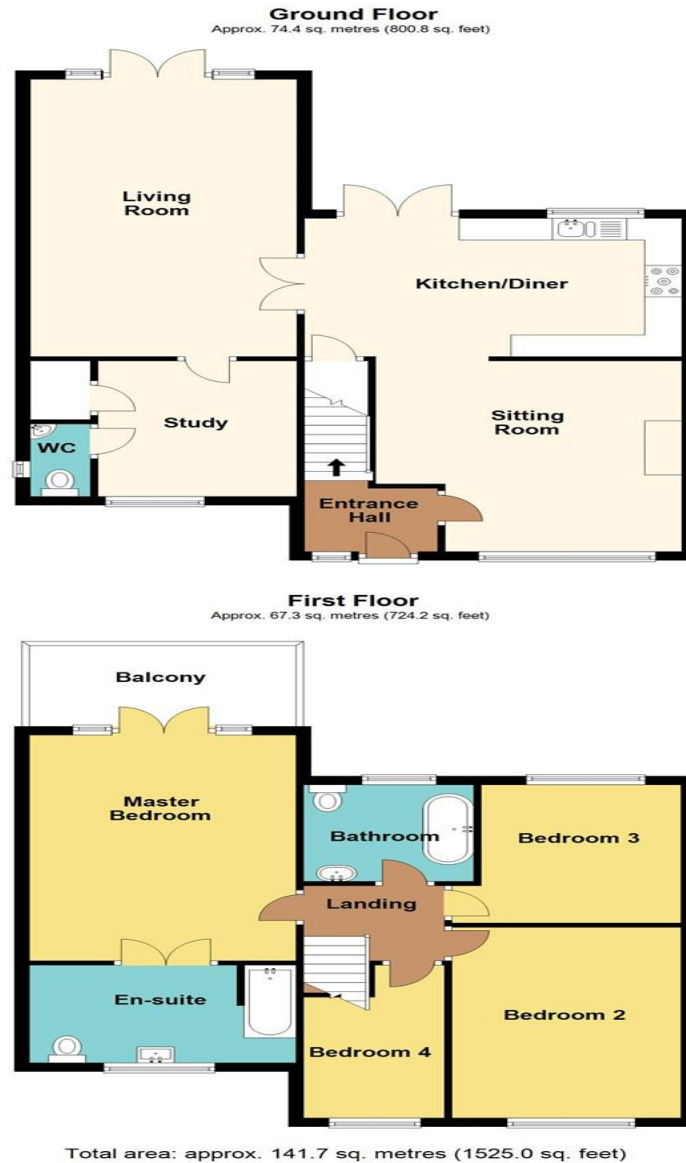 Ground Floor
Approx. 74.4 sq. metres (800.8 sq. feet)
Living
Room
Kitchen/Diner
Study
Sitting
Room
WC
Entrance
Hall
First Floor
Approx. 67.3 sq. metres (724.2 sq. feet)
Balcony
Master
Bedroom
Bathroom
Bedroom 3
Landing
En-suite
Bedroom 2
Bedroom 4
Total area: approx. 141.7 sq. metres (1525.0 sq. feet)